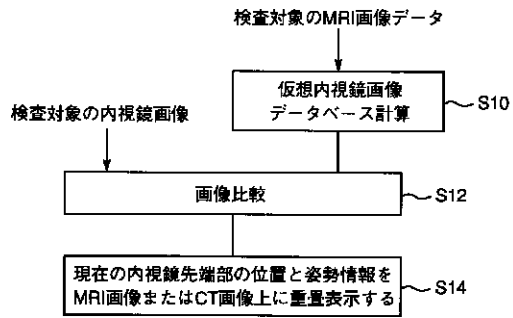 検査対象のMRI画像データ
仮想内視鏡画像
データベース計算
S10
検査対象の内視鏡画像
画像比較
S12
現在の内視鏡先端部の位置と姿勢情報を
MRI画像またはCT画像上に重畳表示する
S14